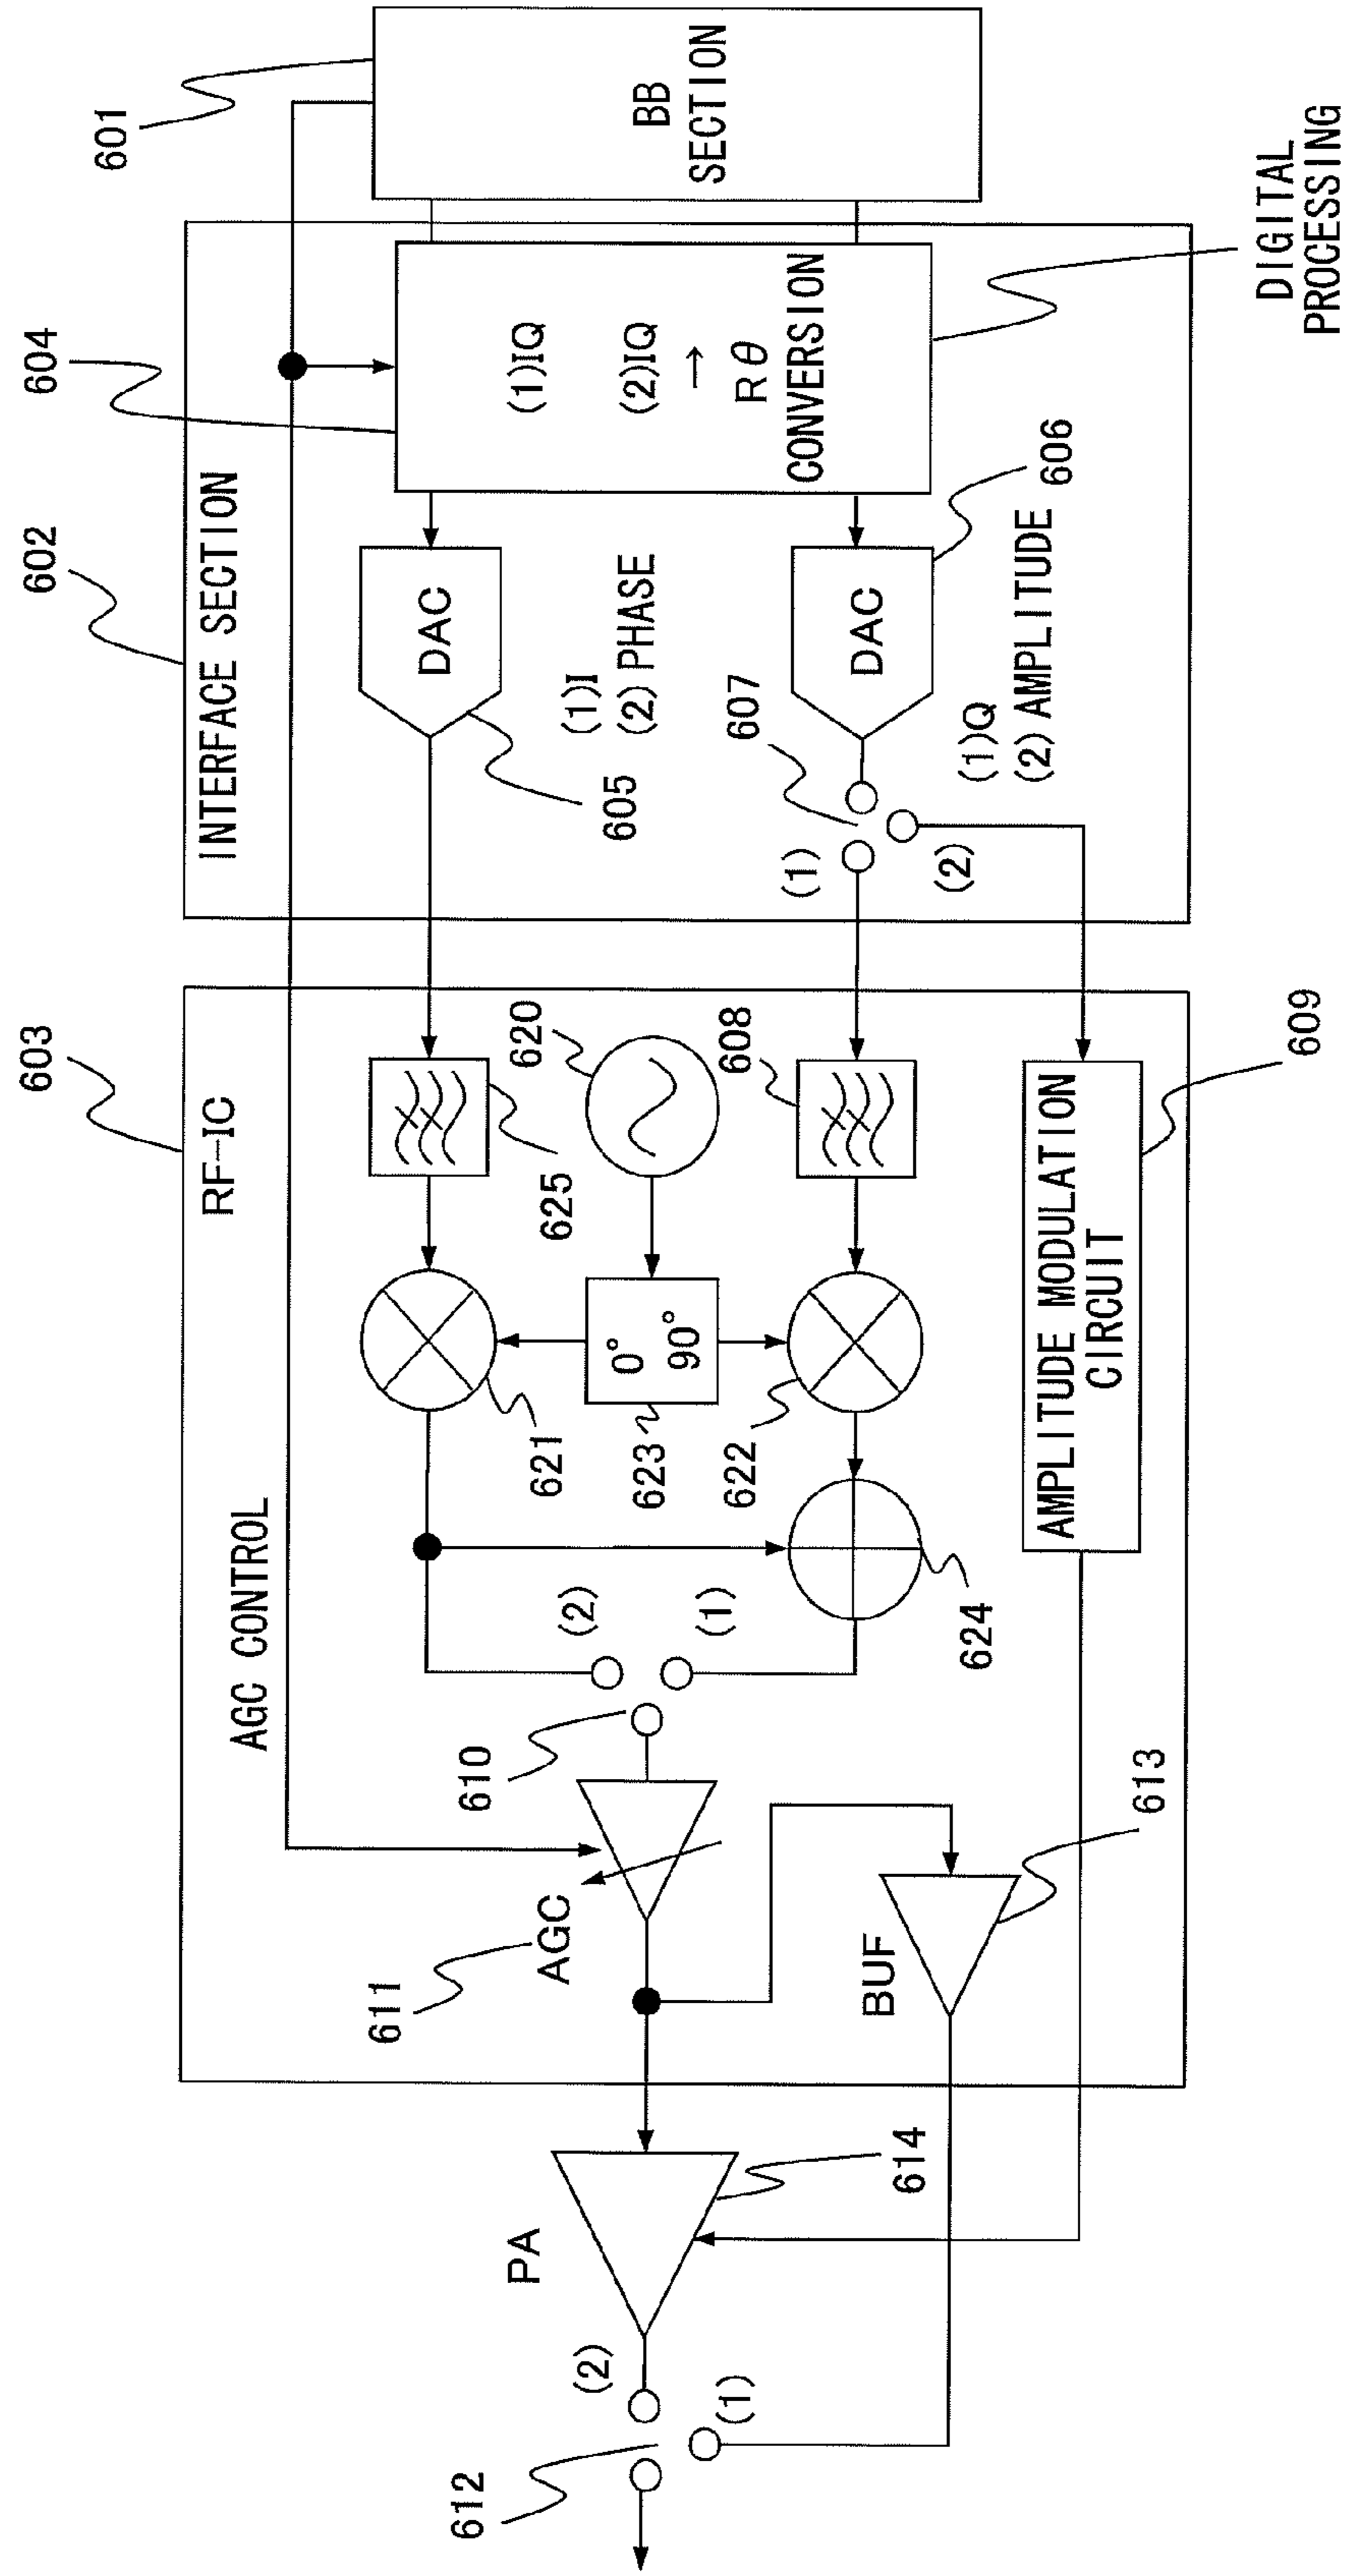 603
602
604
601
RF-IC
INTERFACE SECTION
AGC CONTROL
611
AGC
610
(2)
(1)
621
623
0°
90°
622
624
625
620
608
DAC
605
(1)I
(2)PHASE
607
(1)
(2)
DAC
606
(1)Q
(2)AMPLITUDE
(1)IQ
(2)IQ
→
Rθ
CONVERSION
BB
SECTION
DIGITAL
PROCESSING
612
(2)
(1)
PA
614
BUF
613
AMPLITUDE MODULATION
CIRCUIT
609